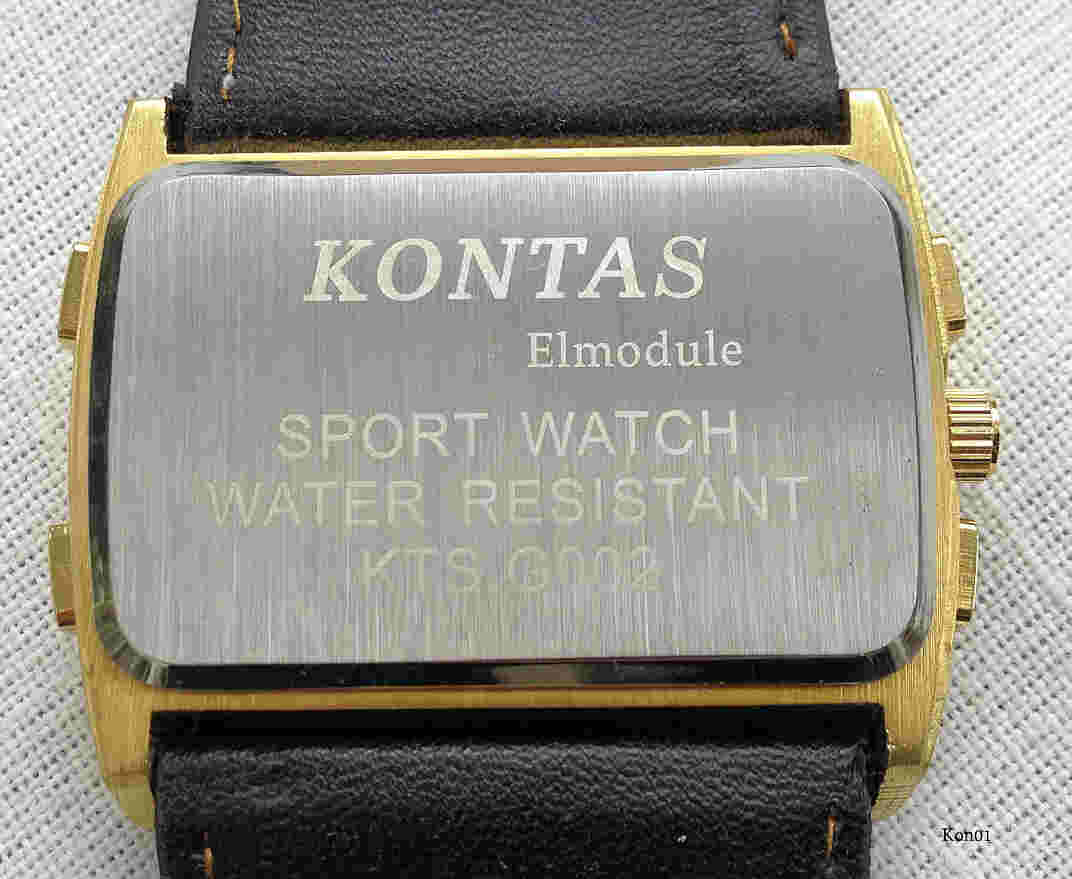 KONTAS
Elmodule
SPORT WATCH
WATER RESISTANT
KTS.G002
Kon01